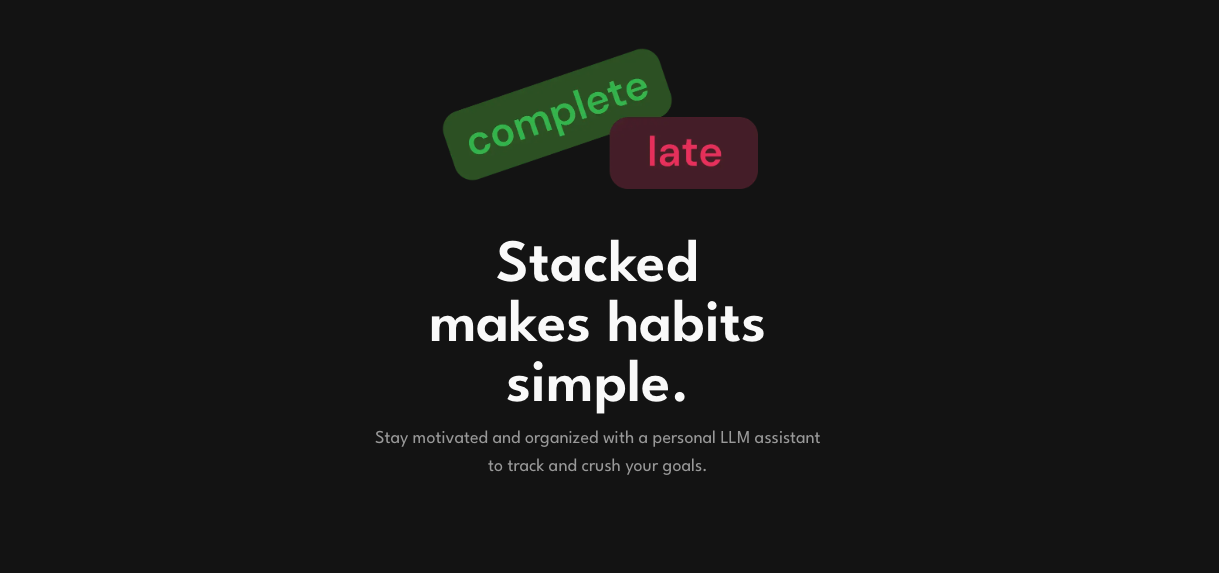 complete
late
Stacked
makes habits
simple.
Stay motivated and organized with a personal LLM assistant
to track and crush your goals.